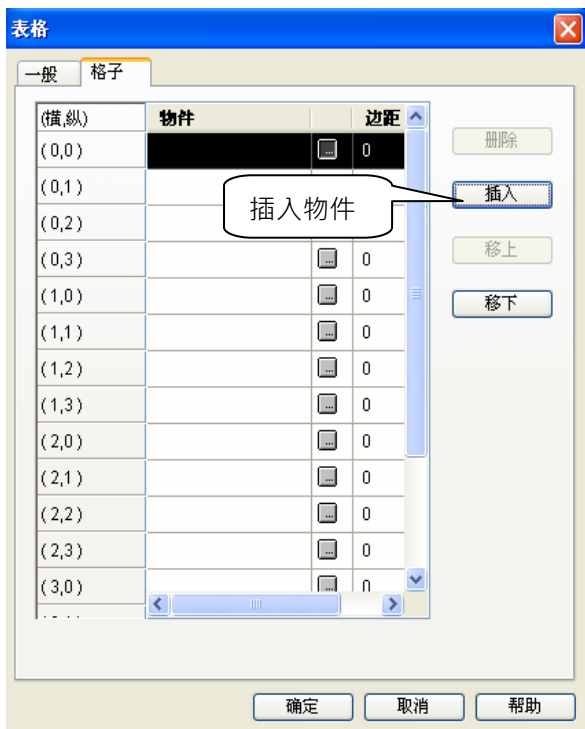 表格
一般 格子
(橫,纵) 物件 边距
(0,0) ... 0 册除
(0,1) 插入
插入物件
(0,2)
(0,3) ... 0 移上
(1,0) ... 0 移下
(1,1) ... 0
(1,2) ... 0
(1,3) ... 0
(2,0) ... 0
(2,1) ... 0
(2,2) ... 0
(2,3) ... 0
(3,0) ... 0
确定 取消 帮助